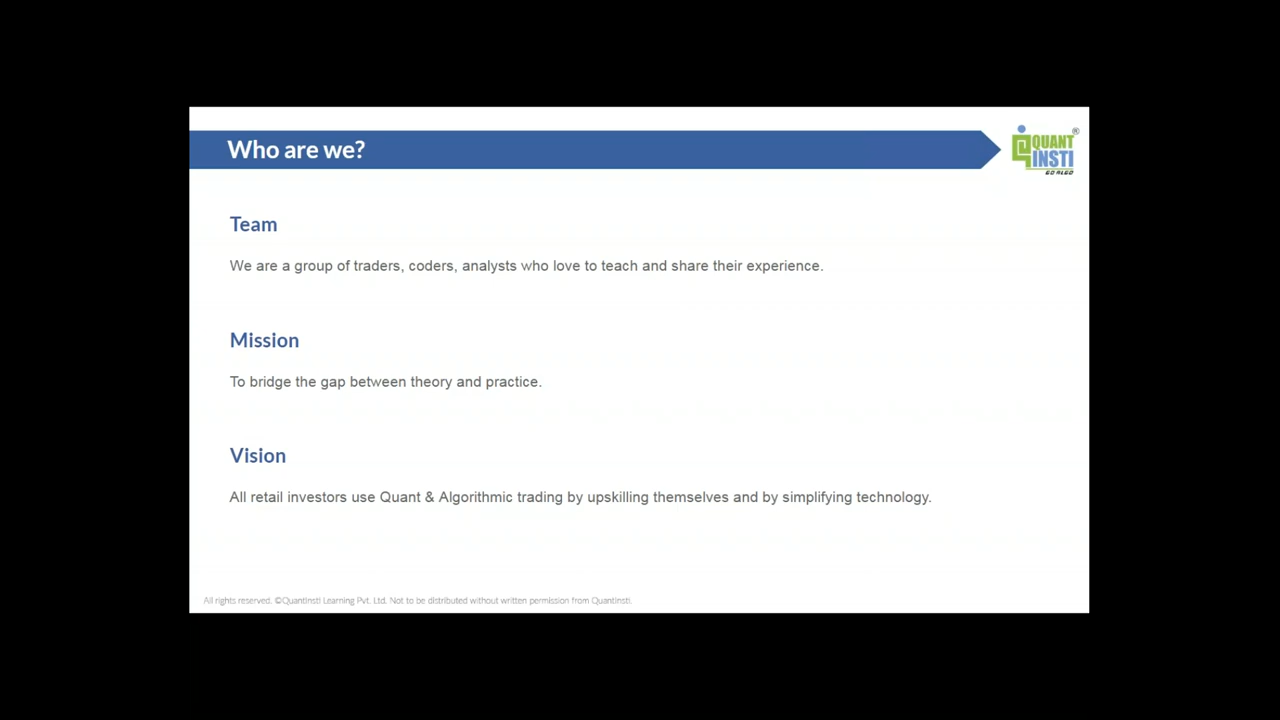 Who are we?
QUANT
INSTI
GO ALGO
®
Team
We are a group of traders, coders, analysts who love to teach and share their experience.
Mission
To bridge the gap between theory and practice.
Vision
All retail investors use Quant & Algorithmic trading by upskilling themselves and by simplifying technology.
All rights reserved. ©QuantInsti Learning Pvt. Ltd. Not to be distributed without written permission from QuantInsti.